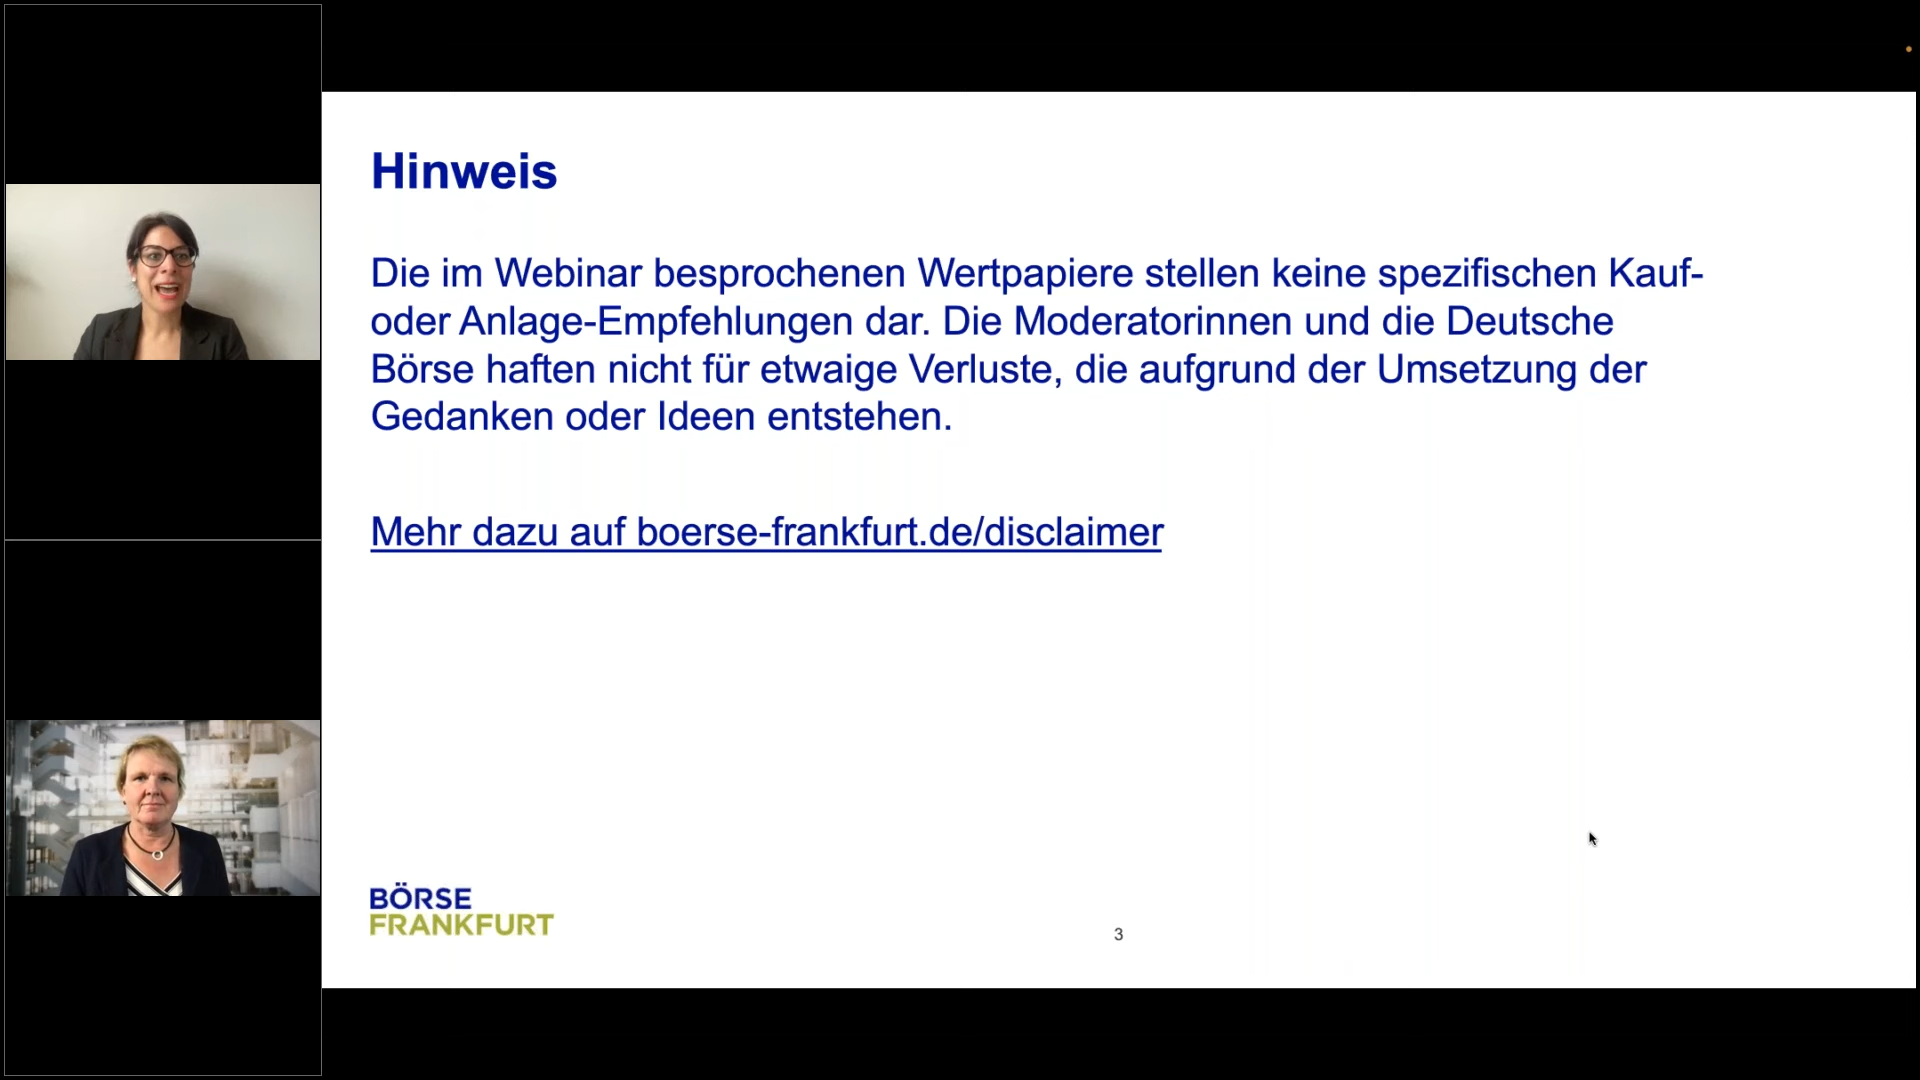 Hinweis
Die im Webinar besprochenen Wertpapiere stellen keine spezifischen Kauf-
oder Anlage-Empfehlungen dar. Die Moderatorinnen und die Deutsche
Börse haften nicht für etwaige Verluste, die aufgrund der Umsetzung der
Gedanken oder Ideen entstehen.
Mehr dazu auf boerse-frankfurt.de/disclaimer
BÖRSE
FRANKFURT
3